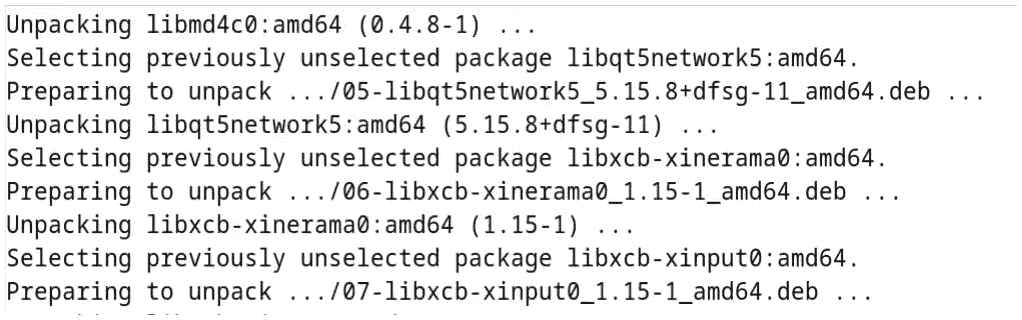 Unpacking libmd4c0:amd64 (0.4.8-1) ...
Selecting previously unselected package libqt5network5:amd64.
Preparing to unpack .../05-libqt5network5_5.15.8+dfsg-11_amd64.deb ...
Unpacking libqt5network5:amd64 (5.15.8+dfsg-11) ...
Selecting previously unselected package libxcb-xinerama0:amd64.
Preparing to unpack .../06-libxcb-xinerama0_1.15-1_amd64.deb ...
Unpacking libxcb-xinerama0:amd64 (1.15-1) ...
Selecting previously unselected package libxcb-xinput0:amd64.
Preparing to unpack .../07-libxcb-xinput0_1.15-1_amd64.deb ...